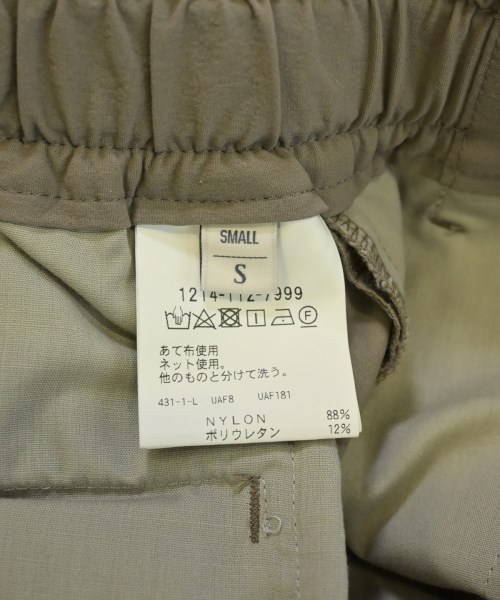 SMALL
S
1214-112-7999
あて布使用
ネット使用。
他のものと分けて洗う。
431-1-L UAF8 UAF181
NYLON 88%
ポリウレタン 12%